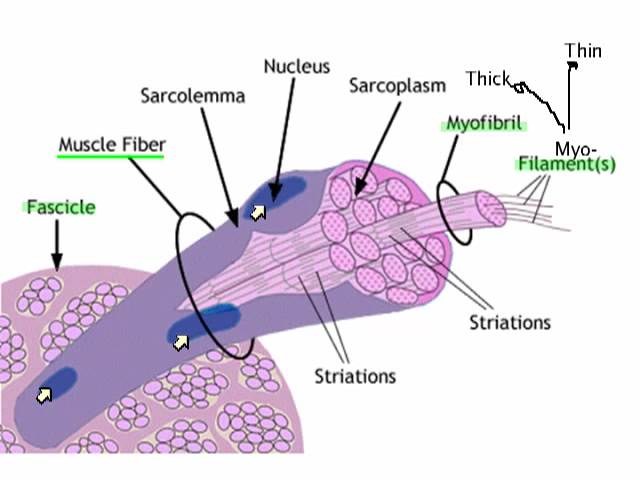 Thin
Nucleus
Thick
Sarcoplasm
Sarcolemma
Myofibril
Muscle Fiber
Myo-
Filament(s)
Fascicle
Striations
Striations